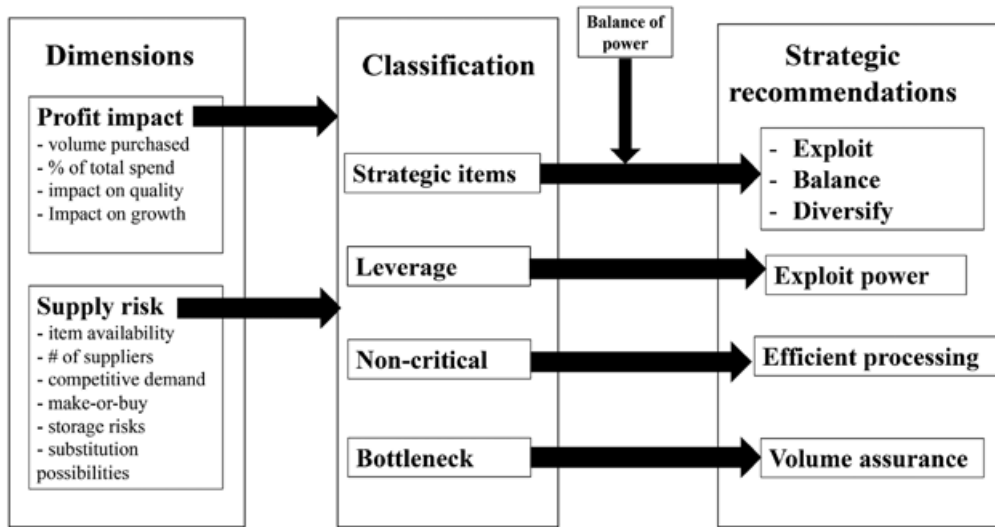 Dimensions
Profit impact
- volume purchased
- % of total spend
- impact on quality
- Impact on growth
Supply risk
- item availability
- # of suppliers
- competitive demand
- make-or-buy
- storage risks
- substitution
possibilities
Classification
Strategic items
Leverage
Non-critical
Bottleneck
Balance of
power
Strategic
recommendations
- Exploit
- Balance
- Diversify
Exploit power
Efficient processing
Volume assurance